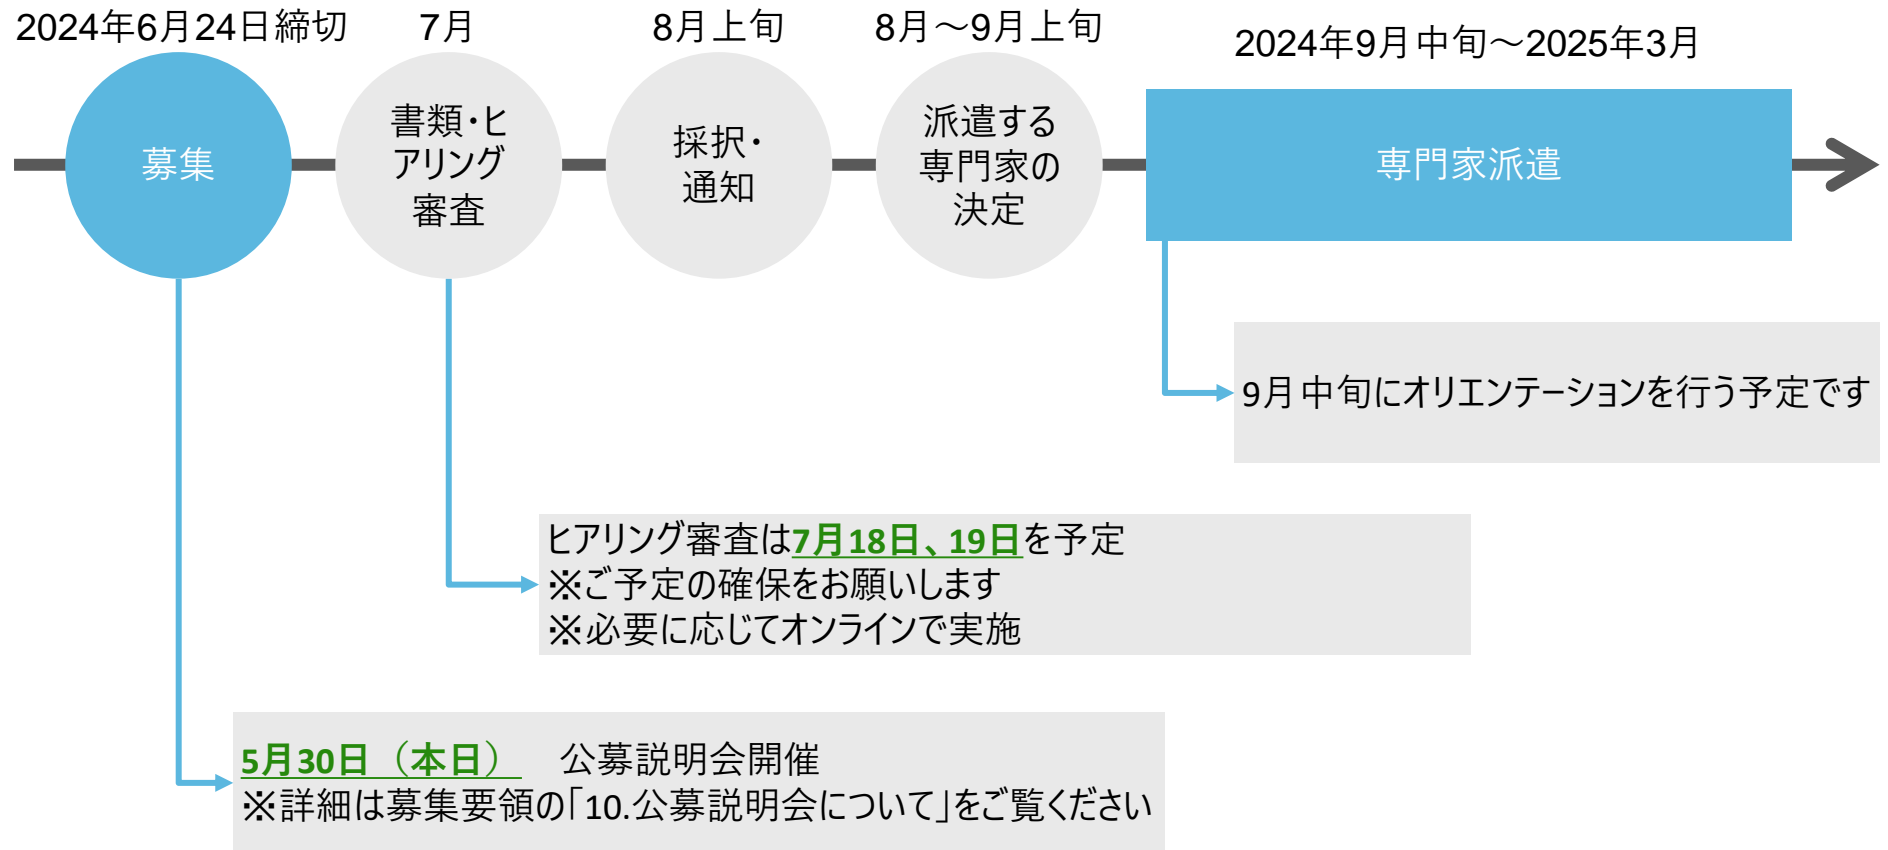 2024年6月24日締切
7月
8月上旬
8月～9月上旬
2024年9月中旬～2025年3月
募集
書類・ヒ
アリング
審査
採択・
通知
派遣する
専門家の
決定
専門家派遣
9月中旬にオリエンテーションを行う予定です
ヒアリング審査は7月18日、19日を予定
※ご予定の確保をお願いします
※必要に応じてオンラインで実施
5月30日（本日）　公募説明会開催
※詳細は募集要領の「10.公募説明会について」をご覧ください